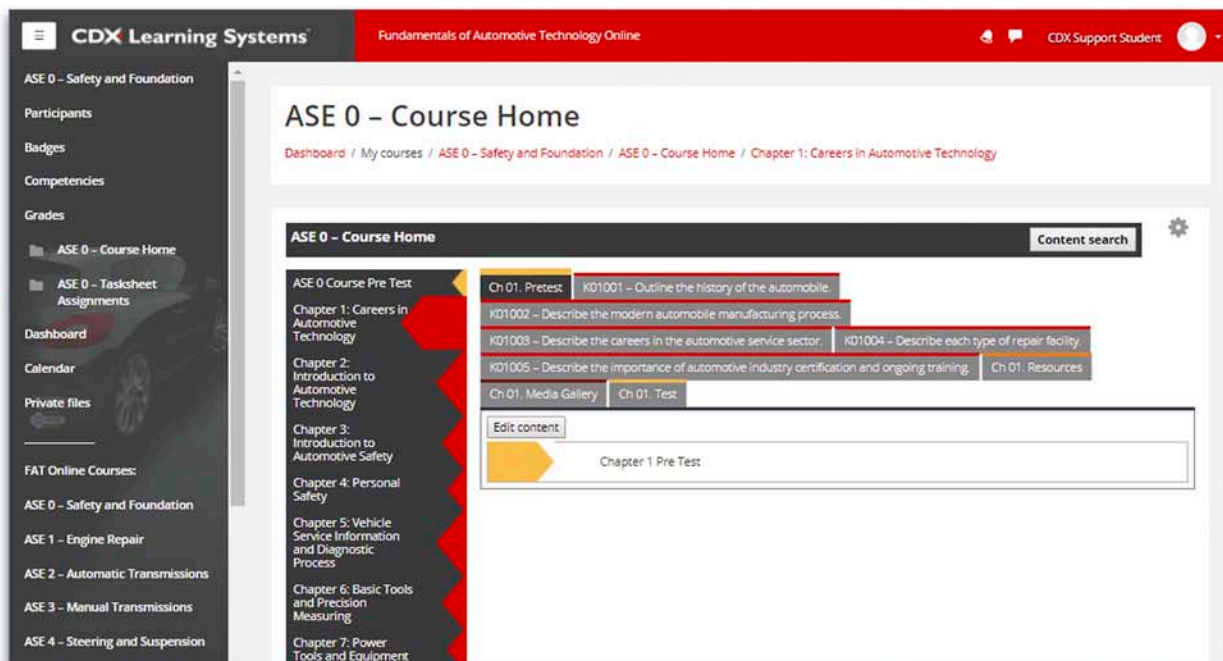 CDX Learning Systems
Fundamentals of Automotive Technology Online
CDX Support Student
ASE 0 – Safety and Foundation
Participants
Badges
Competencies
Grades
ASE 0 – Course Home
ASE 0 – Tasksheet
Assignments
Dashboard
Calendar
Private files
FAT Online Courses:
ASE 0 – Safety and Foundation
ASE 1 – Engine Repair
ASE 2 – Automatic Transmissions
ASE 3 – Manual Transmissions
ASE 4 – Steering and Suspension
ASE 0 – Course Home
Dashboard / My courses / ASE 0 – Safety and Foundation / ASE 0 – Course Home / Chapter 1: Careers in Automotive Technology
ASE 0 – Course Home
Content search
ASE 0 Course Pre Test
Chapter 1: Careers in
Automotive
Technology
Chapter 2:
Introduction to
Automotive
Technology
Chapter 3:
Introduction to
Automotive Safety
Chapter 4: Personal
Safety
Chapter 5: Vehicle
Service Information
and Diagnostic
Process
Chapter 6: Basic Tools
and Precision
Measuring
Chapter 7: Power
Tools and Equipment
Ch 01. Pretest K01001 – Outline the history of the automobile.
K01002 – Describe the modern automobile manufacturing process.
K01003 – Describe the careers in the automotive service sector. K01004 – Describe each type of repair facility.
K01005 – Describe the importance of automotive industry certification and ongoing training. Ch 01. Resources
Ch 01. Media Gallery Ch 01. Test
Edit content
Chapter 1 Pre Test